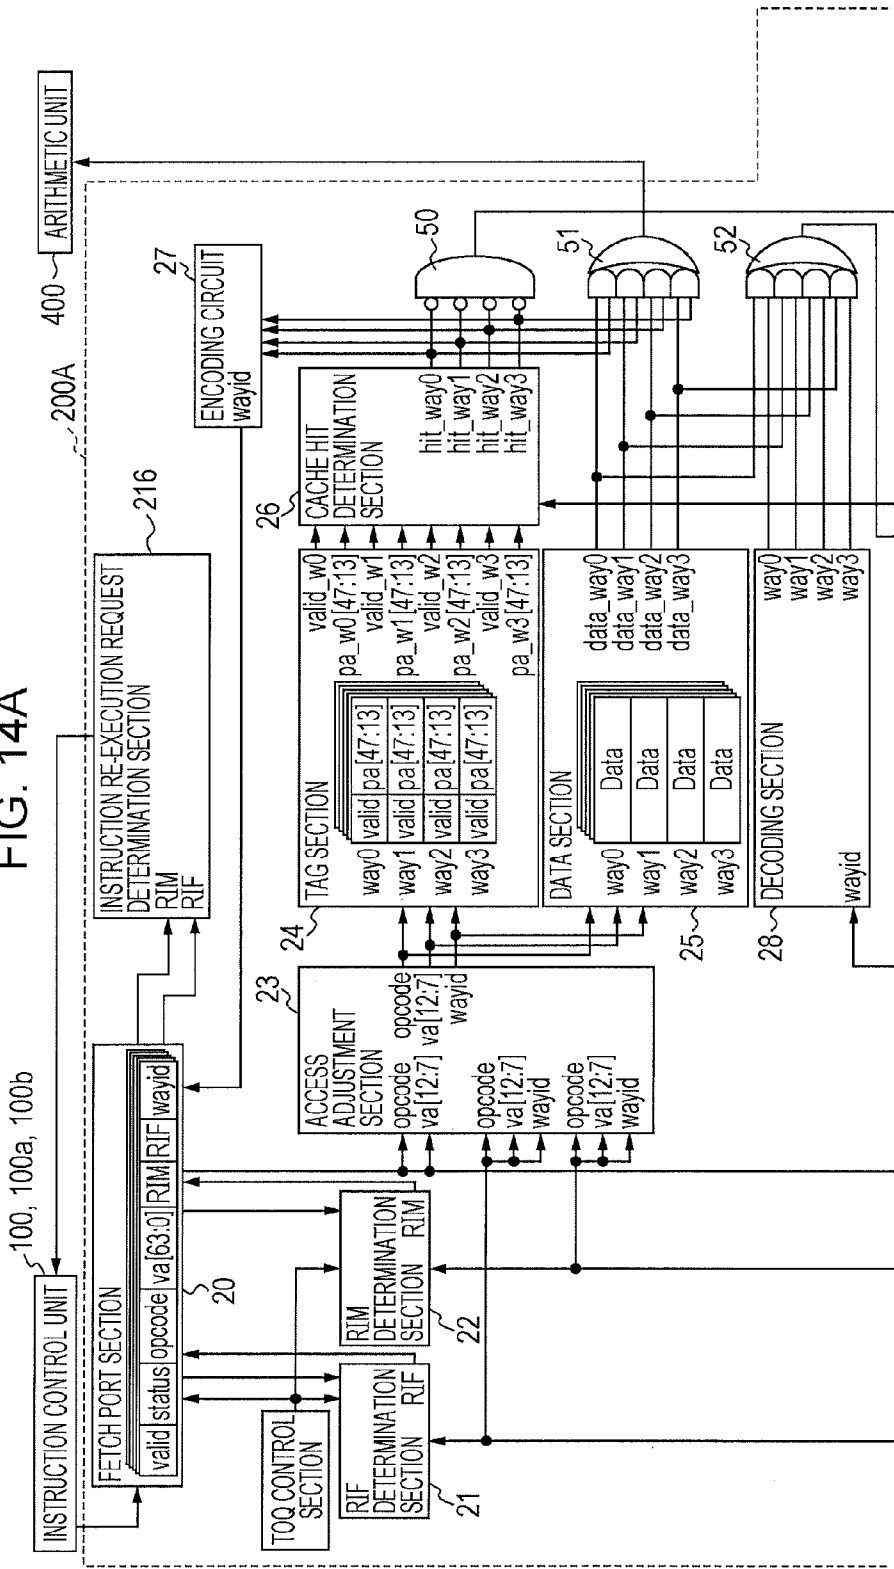 FIG. 14A
INSTRUCTION CONTROL UNIT
100, 100a, 100b
ARITHMETIC UNIT
400
200A
FETCH PORT SECTION
valid status opcode va[63:0] RIM RIF wayid
20
INSTRUCTION RE-EXECUTION REQUEST
DETERMINATION SECTION
RIM
RIF
216
ENCODING CIRCUIT
wayid
27
TOQ CONTROL
SECTION
RIF
DETERMINATION
SECTION RIF
21
RIM
DETERMINATION
SECTION RIM
22
ACCESS
ADJUSTMENT
SECTION
opcode
va[12:7]
opcode
va[12:7]
wayid
opcode
va[12:7]
wayid
opcode
va[12:7]
wayid
23
TAG SECTION
way0 valid pa[47:13]
way1 valid pa[47:13]
way2 valid pa[47:13]
way3 valid pa[47:13]
valid_w0
pa_w0[47:13]
valid_w1
pa_w1[47:13]
valid_w2
pa_w2[47:13]
valid_w3
pa_w3[47:13]
24
CACHE HIT
DETERMINATION
SECTION
hit_way0
hit_way1
hit_way2
hit_way3
26
50
DATA SECTION
way0 Data
way1 Data
way2 Data
way3 Data
data_way0
data_way1
data_way2
data_way3
25
51
DECODING SECTION
wayid
way0
way1
way2
way3
28
52